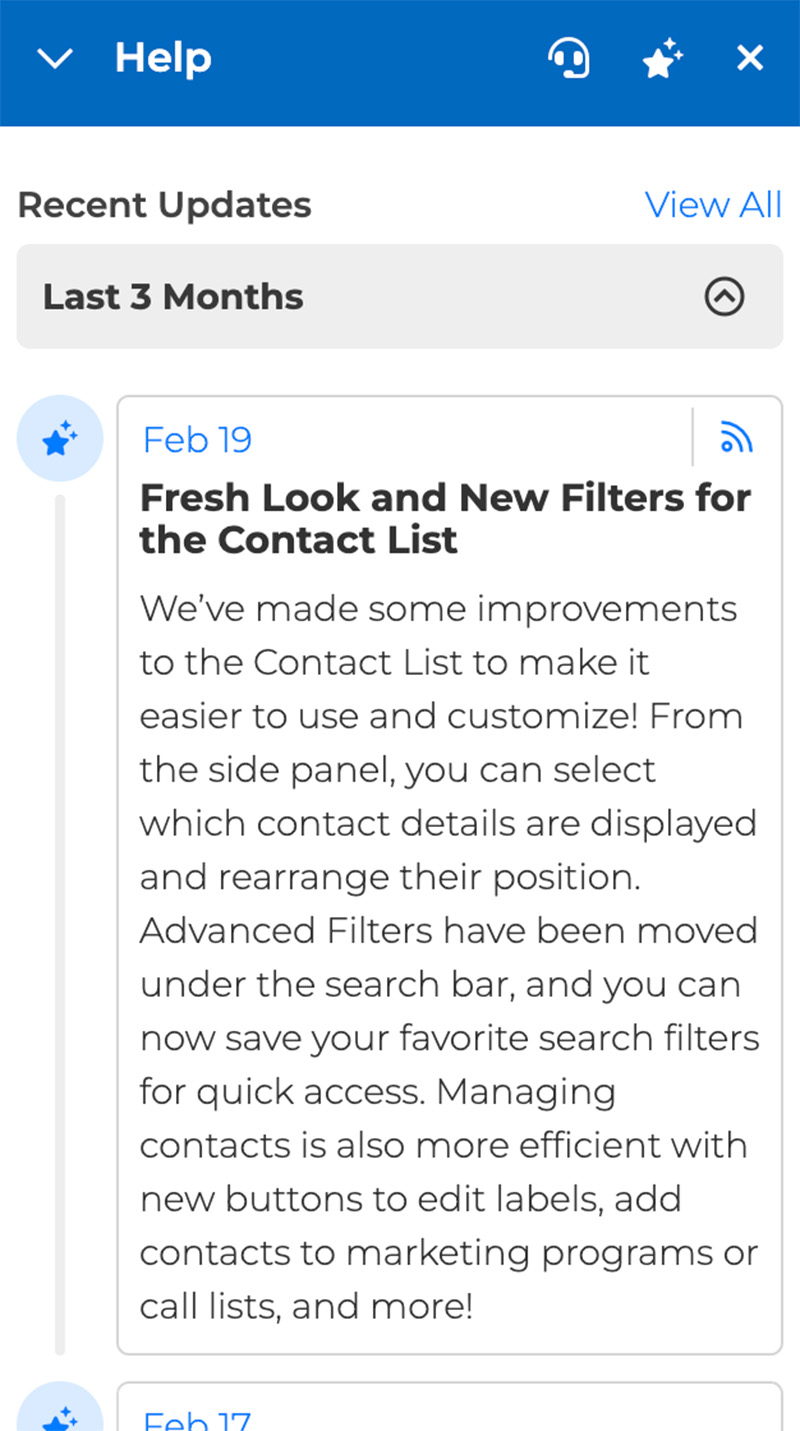 Help
Recent Updates
View All
Last 3 Months
Feb 19
Fresh Look and New Filters for
the Contact List
We’ve made some improvements
to the Contact List to make it
easier to use and customize! From
the side panel, you can select
which contact details are displayed
and rearrange their position.
Advanced Filters have been moved
under the search bar, and you can
now save your favorite search filters
for quick access. Managing
contacts is also more efficient with
new buttons to edit labels, add
contacts to marketing programs or
call lists, and more!
Feb 17